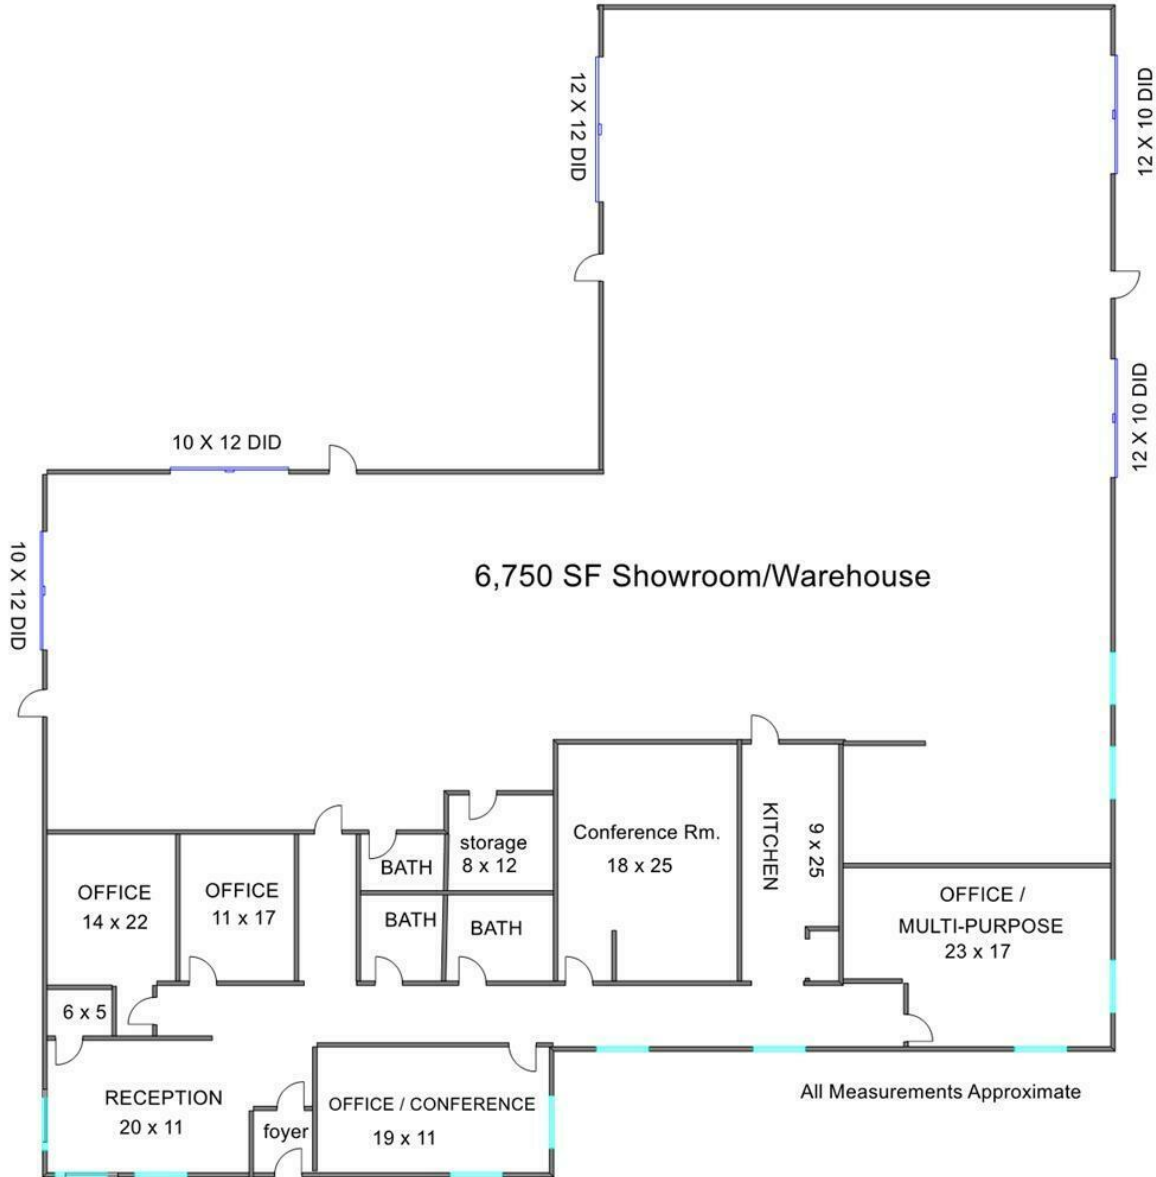 12 X 12 DID
12 X 10 DID
12 X 10 DID
10 X 12 DID
10 X 12 DID
6,750 SF Showroom/Warehouse
KITCHEN
9 x 25
Conference Rm.
18 x 25
storage
8 x 12
BATH
OFFICE
14 x 22
OFFICE
11 x 17
BATH
BATH
OFFICE /
MULTI-PURPOSE
23 x 17
6 x 5
RECEPTION
20 x 11
foyer
OFFICE / CONFERENCE
19 x 11
All Measurements Approximate